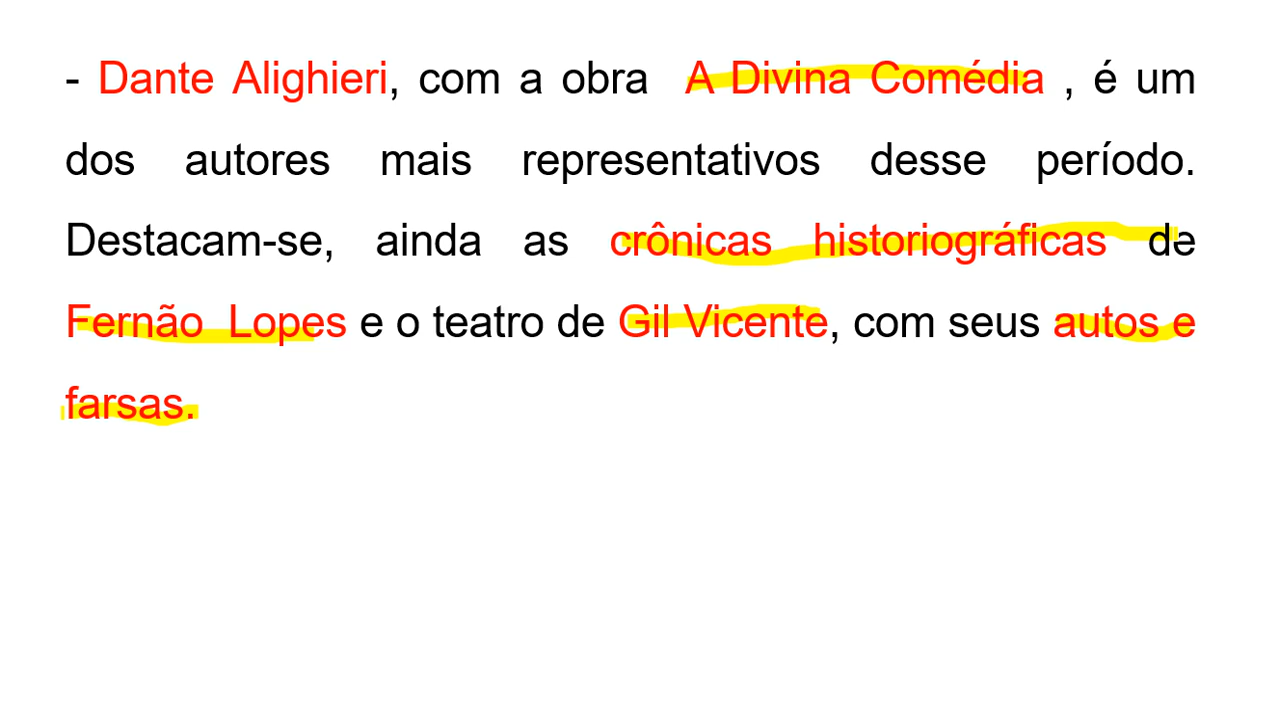 - Dante Alighieri, com a obra A Divina Comédia , é um
dos autores mais representativos desse período.
Destacam-se, ainda as crônicas historiográficas de
Fernão Lopes e o teatro de Gil Vicente, com seus autos e
farsas.